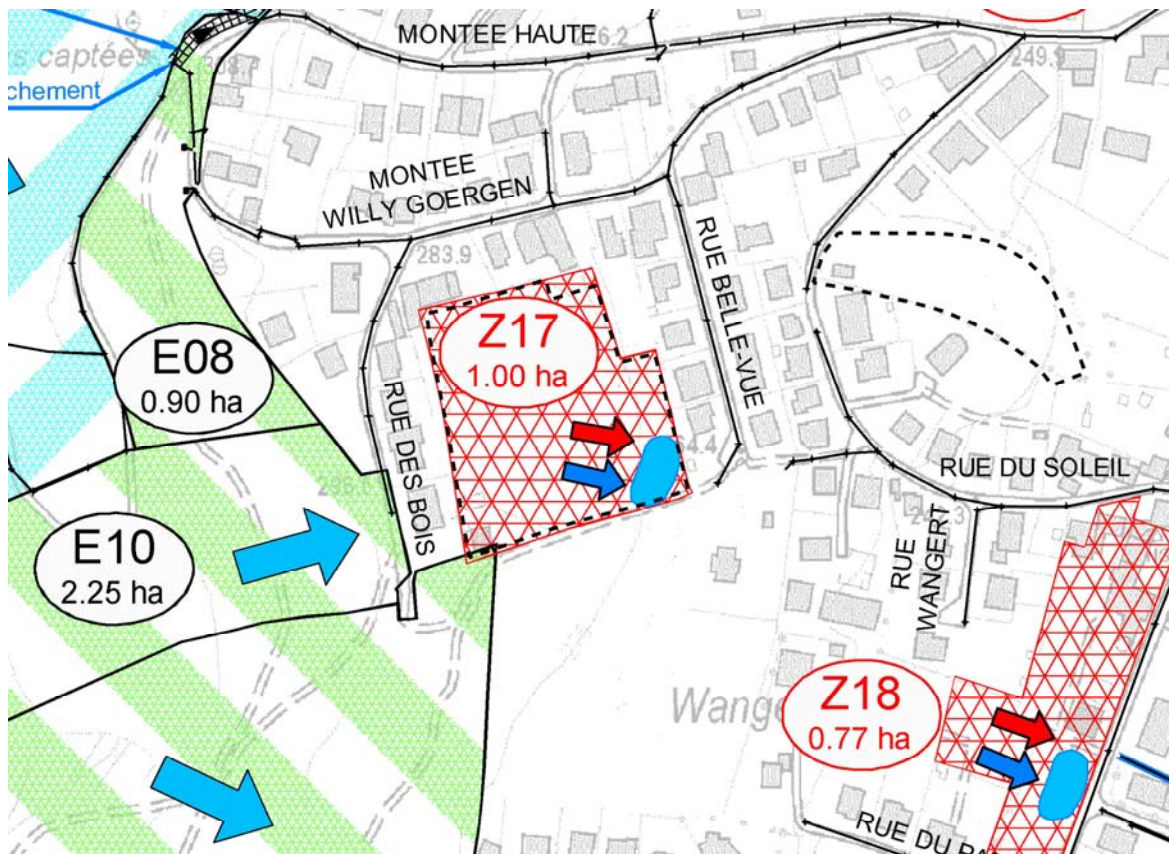 MONTEE HAUTE
s captées
chement
249.9
MONTEE
WILLY GOERGEN
283.9
RUE BELLE-VUE
Z17
1.00 ha
E08
0.90 ha
RUE DES BOIS
RUE DU SOLEIL
E10
2.25 ha
RUE
WANGERT
Z18
0.77 ha
RUE DU